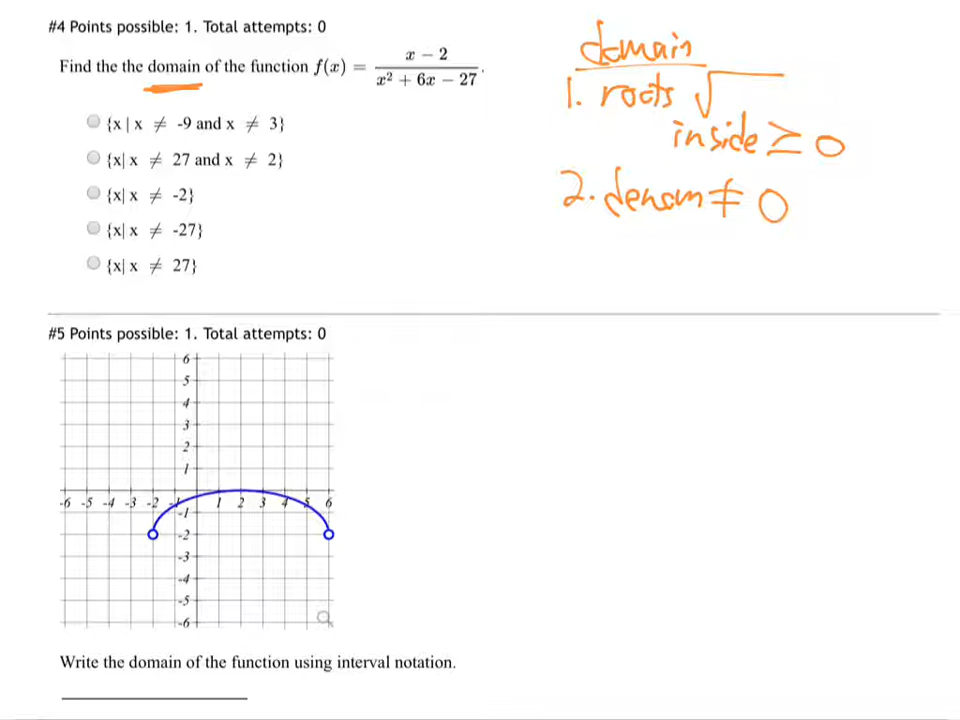 #4 Points possible: 1. Total attempts: 0
Find the the domain of the function f(x) = \frac{x − 2}{x² + 6x − 27}.
{x | x ≠ -9 and x ≠ 3}
{x| x ≠ 27 and x ≠ 2}
{x| x ≠ -2}
{x| x ≠ -27}
{x| x ≠ 27}
domain
1. roots √
inside ≥ 0
2. denom ≠ 0
#5 Points possible: 1. Total attempts: 0
6
5
4
3
2
1
-6 -5 -4 -3 -2 -1 1 2 3 4 5 6
-1
-2
-3
-4
-5
-6
Write the domain of the function using interval notation.